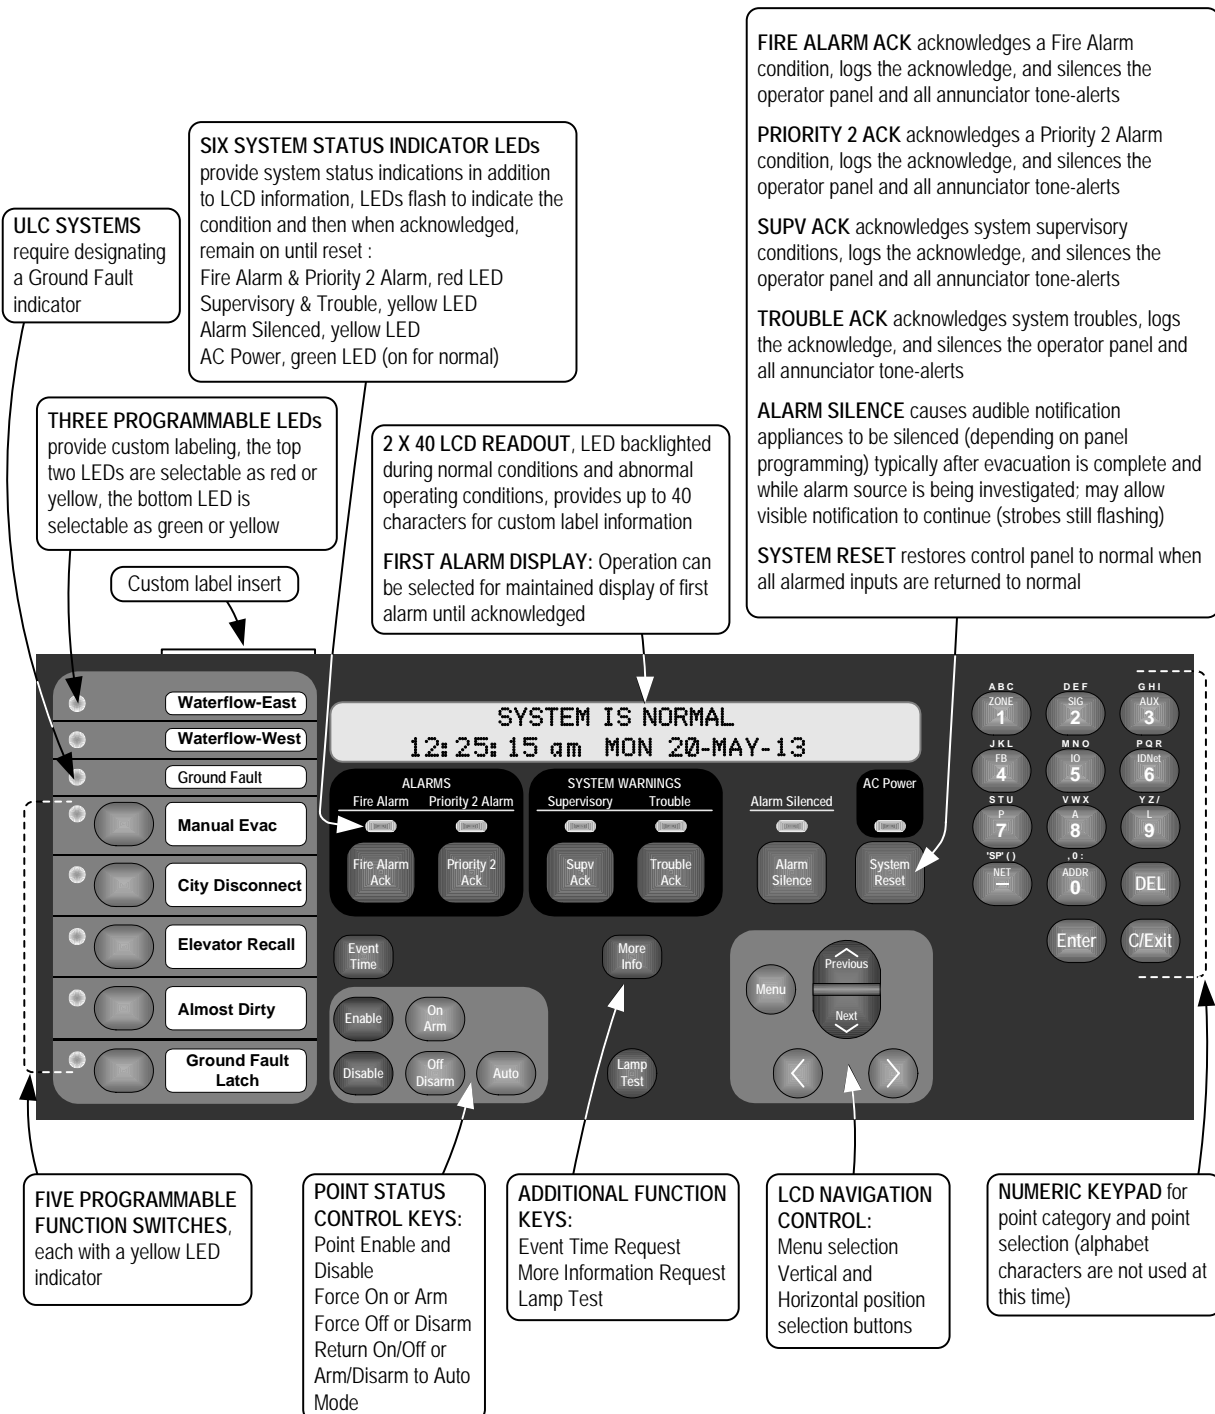 FIRE ALARM ACK acknowledges a Fire Alarm
condition, logs the acknowledge, and silences the
operator panel and all annunciator tone-alerts
PRIORITY 2 ACK acknowledges a Priority 2 Alarm
condition, logs the acknowledge, and silences the
operator panel and all annunciator tone-alerts
SUPV ACK acknowledges system supervisory
conditions, logs the acknowledge, and silences the
operator panel and all annunciator tone-alerts
TROUBLE ACK acknowledges system troubles, logs
the acknowledge, and silences the operator panel and
all annunciator tone-alerts
ALARM SILENCE causes audible notification
appliances to be silenced (depending on panel
programming) typically after evacuation is complete and
while alarm source is being investigated; may allow
visible notification to continue (strobes still flashing)
SYSTEM RESET restores control panel to normal when
all alarmed inputs are returned to normal
SIX SYSTEM STATUS INDICATOR LEDs
provide system status indications in addition
to LCD information, LEDs flash to indicate the
condition and then when acknowledged,
remain on until reset :
Fire Alarm & Priority 2 Alarm, red LED
Supervisory & Trouble, yellow LED
Alarm Silenced, yellow LED
AC Power, green LED (on for normal)
ULC SYSTEMS
require designating
a Ground Fault
indicator
THREE PROGRAMMABLE LEDs
provide custom labeling, the top
two LEDs are selectable as red or
yellow, the bottom LED is
selectable as green or yellow
2 X 40 LCD READOUT, LED backlighted
during normal conditions and abnormal
operating conditions, provides up to 40
characters for custom label information
FIRST ALARM DISPLAY: Operation can
be selected for maintained display of first
alarm until acknowledged
Custom label insert
Waterflow-East
Waterflow-West
Ground Fault
Manual Evac
City Disconnect
Elevator Recall
Almost Dirty
Ground Fault
Latch
SYSTEM IS NORMAL
12:25:15 am MON 20-MAY-13
ALARMS
Fire Alarm Priority 2 Alarm
SYSTEM WARNINGS
Supervisory Trouble
Alarm Silenced
AC Power
Fire Alarm
Ack
Priority 2
Ack
Supv
Ack
Trouble
Ack
Alarm
Silence
System
Reset
Event
Time
More
Info
Enable
On
Arm
Disable
Off
Disarm
Auto
Lamp
Test
Menu
Previous
Next
A B C
ZONE
1
D E F
SIG
2
G H I
AUX
3
J K L
FB
4
M N O
IO
5
P Q R
IDNet
6
S T U
P
7
V W X
A
8
Y Z /
L
9
'SP' ( )
NET
–
, 0 :
ADDR
0
DEL
Enter
C/Exit
FIVE PROGRAMMABLE
FUNCTION SWITCHES,
each with a yellow LED
indicator
POINT STATUS
CONTROL KEYS:
Point Enable and
Disable
Force On or Arm
Force Off or Disarm
Return On/Off or
Arm/Disarm to Auto
Mode
ADDITIONAL FUNCTION
KEYS:
Event Time Request
More Information Request
Lamp Test
LCD NAVIGATION
CONTROL:
Menu selection
Vertical and
Horizontal position
selection buttons
NUMERIC KEYPAD for
point category and point
selection (alphabet
characters are not used at
this time)